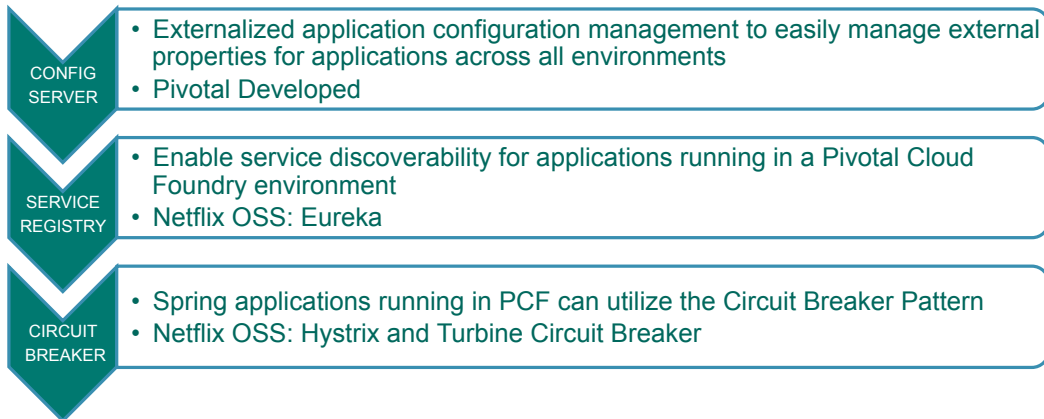 CONFIG
SERVER
• Externalized application configuration management to easily manage external
properties for applications across all environments
• Pivotal Developed
SERVICE
REGISTRY
• Enable service discoverability for applications running in a Pivotal Cloud
Foundry environment
• Netflix OSS: Eureka
CIRCUIT
BREAKER
• Spring applications running in PCF can utilize the Circuit Breaker Pattern
• Netflix OSS: Hystrix and Turbine Circuit Breaker